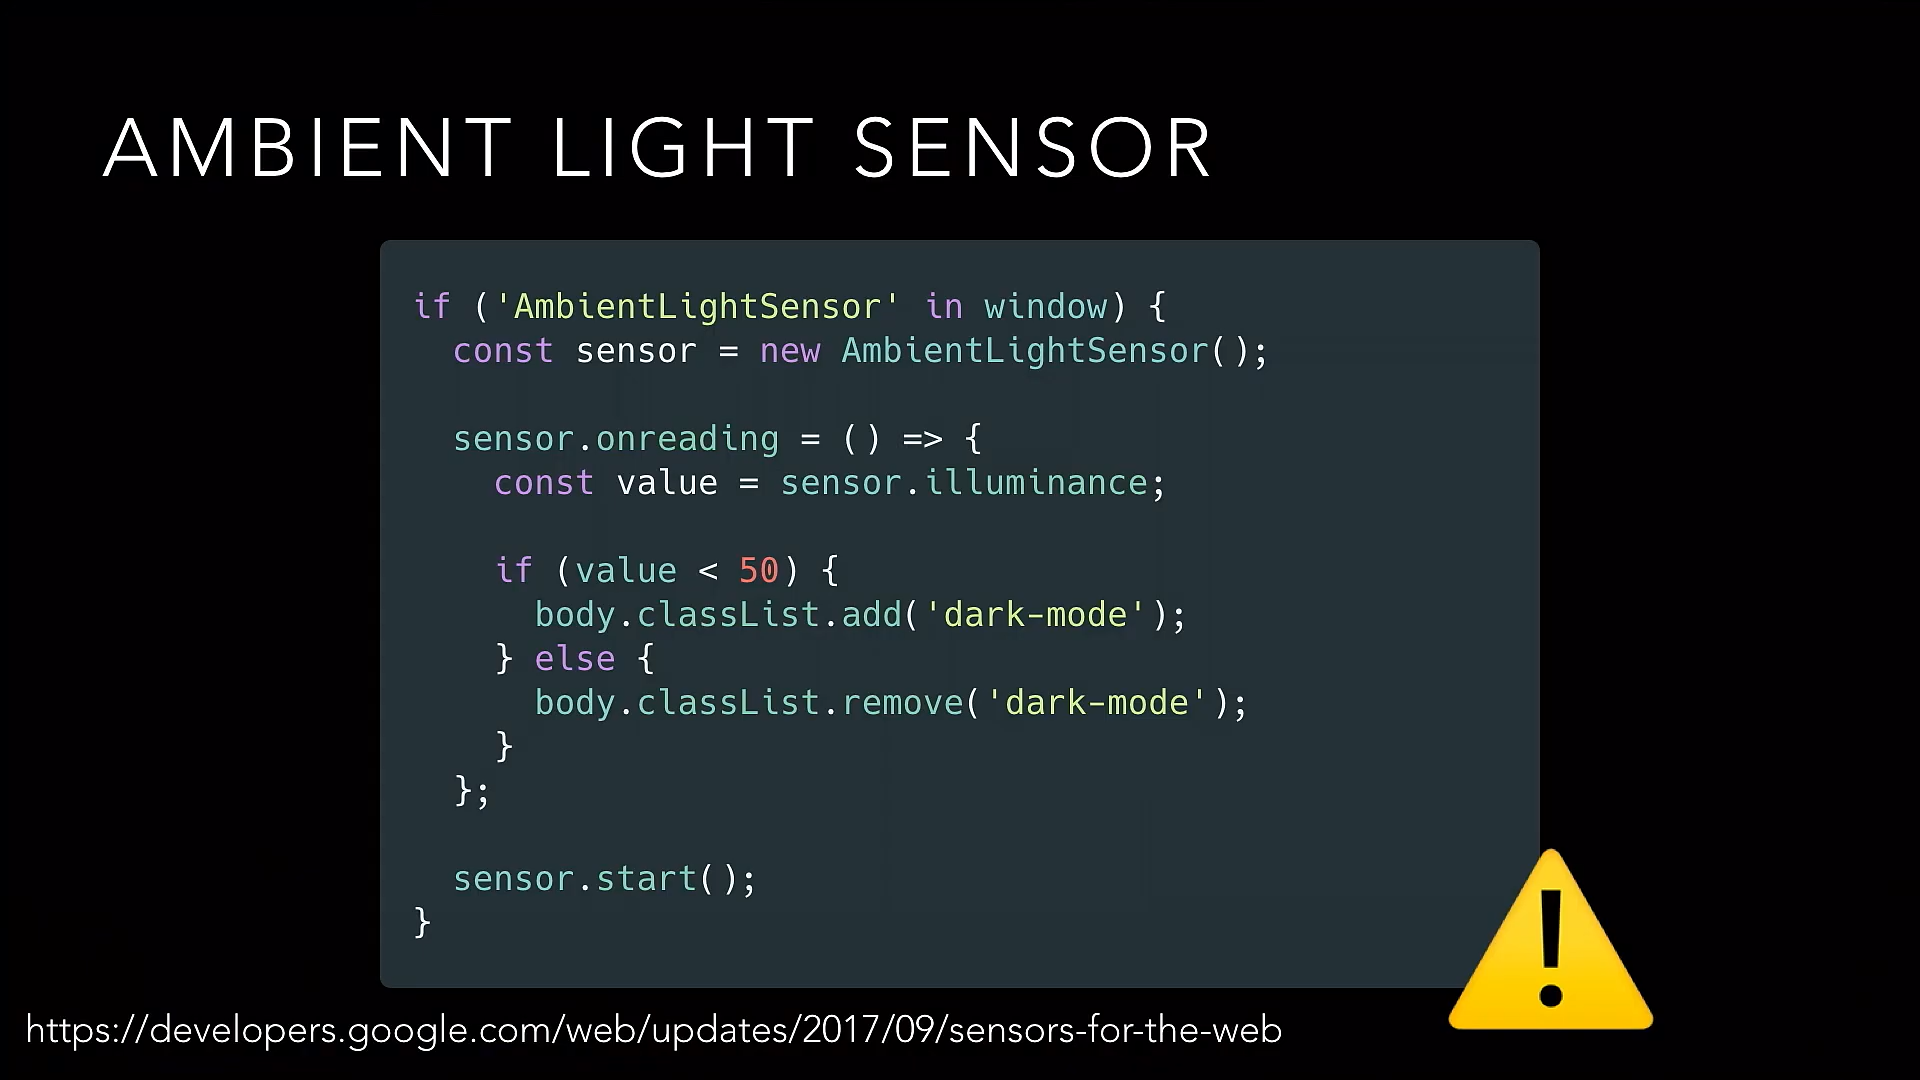 AMBIENT LIGHT SENSOR
if ('AmbientLightSensor' in window) {
  const sensor = new AmbientLightSensor();
  sensor.onreading = () => {
    const value = sensor.illuminance;
    if (value < 50) {
      body.classList.add('dark-mode');
    } else {
      body.classList.remove('dark-mode');
    }
  };
  sensor.start();
}
https://developers.google.com/web/updates/2017/09/sensors-for-the-web